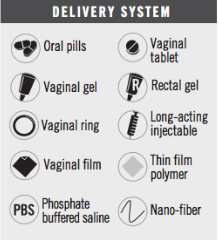 DELIVERY SYSTEM
Oral pills
Vaginal
tablet
Vaginal gel
R
Rectal gel
Vaginal ring
Long-acting
injectable
Vaginal film
Thin film
polymer
PBS
Phosphate
buffered saline
Nano-fiber